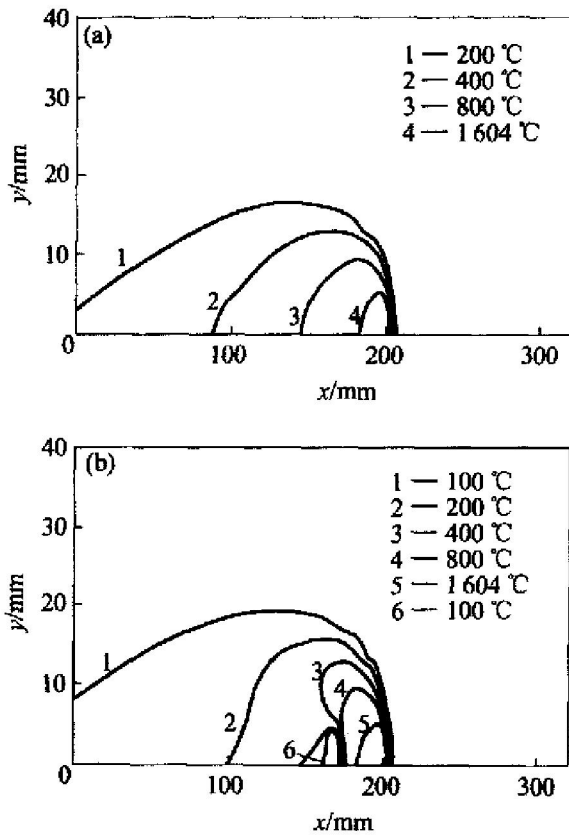 (a)
40
30
20
10
0
y/mm
1 — 200 ℃
2 — 400 ℃
3 — 800 ℃
4 — 1 604 ℃
1
2
3
4
100
200
300
x/mm
(b)
40
30
20
10
0
y/mm
1 — 100 ℃
2 — 200 ℃
3 — 400 ℃
4 — 800 ℃
5 — 1 604 ℃
6 — 100 ℃
1
2
3
4
5
6
100
200
300
x/mm